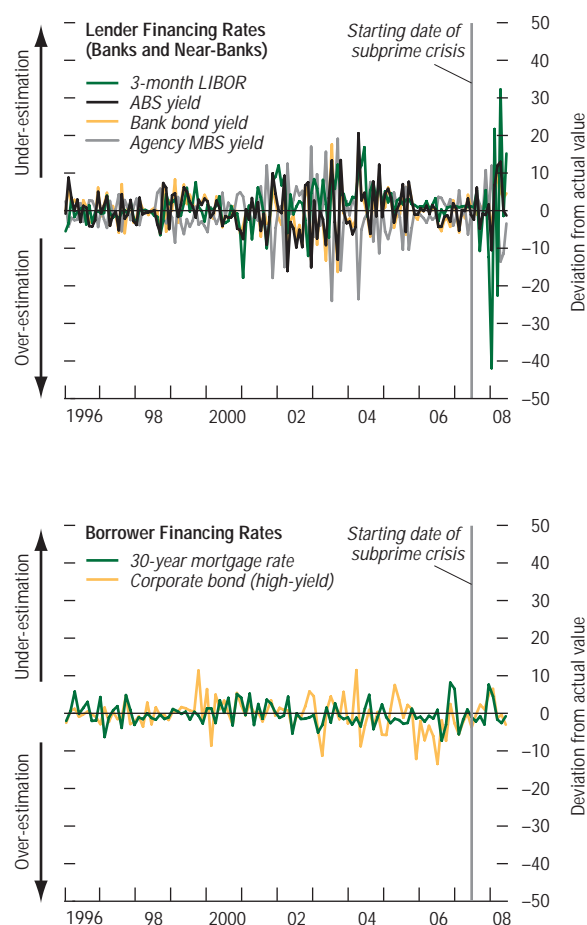 Lender Financing Rates
(Banks and Near-Banks)
3-month LIBOR
ABS yield
Bank bond yield
Agency MBS yield
Starting date of
subprime crisis
Under-estimation
Over-estimation
50
40
30
20
10
0
–10
–20
–30
–40
–50
Deviation from actual value
1996 98 2000 02 04 06 08
Borrower Financing Rates
30-year mortgage rate
Corporate bond (high-yield)
Starting date of
subprime crisis
Under-estimation
Over-estimation
50
40
30
20
10
0
–10
–20
–30
–40
–50
Deviation from actual value
1996 98 2000 02 04 06 08